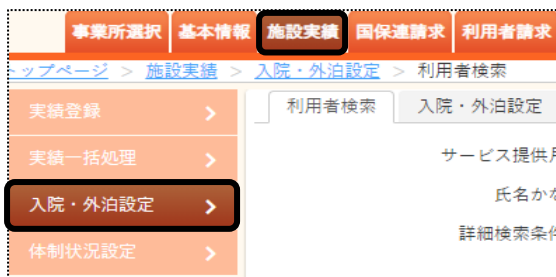 事業所選択 基本情報 施設実績 国保連請求 利用者請求
トップページ > 施設実績 > 入院・外泊設定 > 利用者検索
実績登録
実績一括処理
入院・外泊設定
体制状況設定
利用者検索 入院・外泊設定
サービス提供月
氏名かな
詳細検索条件